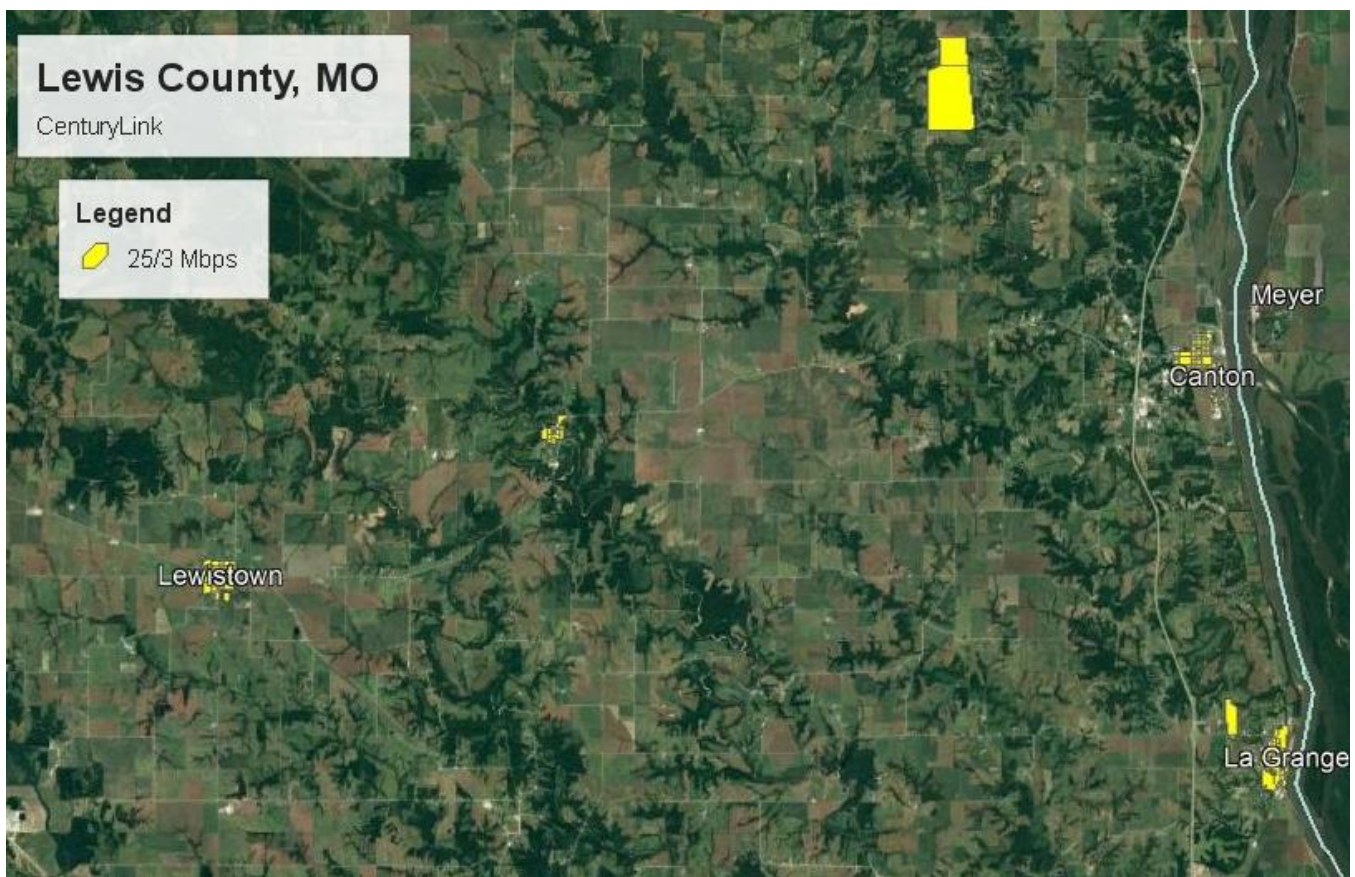 Lewis County, MO
CenturyLink
Legend
25/3 Mbps
Meyer
Canton
Lewistown
La Grange